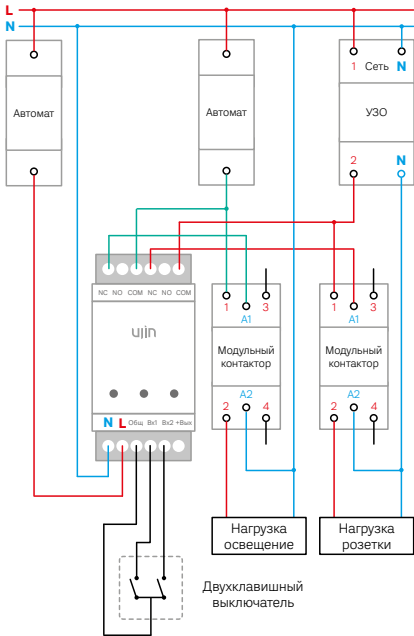 L
N
Автомат
Автомат
1 Сеть N
УЗО
2 N
NC NO COM NC NO COM
ujin
N L Общ Вх1 Вх2 +Вых
1 3
A1
Модульный
контактор
A2
2 4
1 3
A1
Модульный
контактор
A2
2 4
Нагрузка
освещение
Нагрузка
розетки
Двухклавишный
выключатель